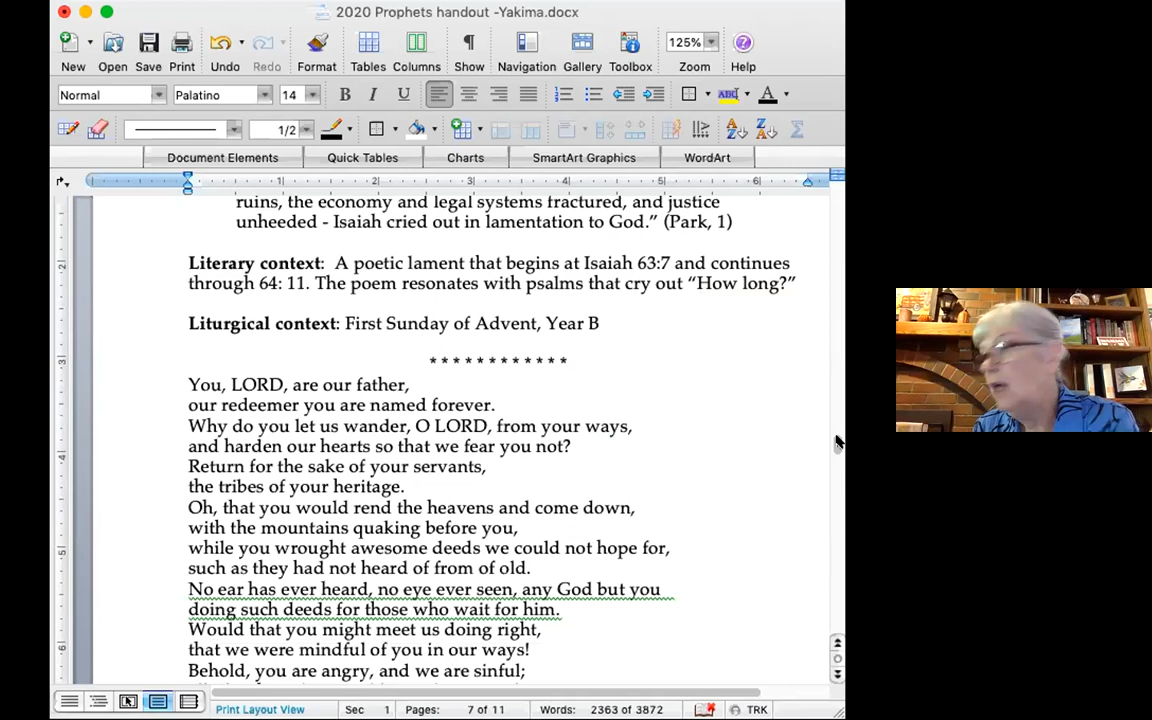 2020 Prophets handout -Yakima.docx
New Open Save Print Undo Redo Format Tables Columns Show Navigation Gallery Toolbox Zoom Help
125%
Normal Palatino 14 B I U ABC A
1/2
Document Elements Quick Tables Charts SmartArt Graphics WordArt
1 2 3 4 5 6
ruins, the economy and legal systems fractured, and justice
unheeded - Isaiah cried out in lamentation to God.” (Park, 1)
Literary context: A poetic lament that begins at Isaiah 63:7 and continues
through 64: 11. The poem resonates with psalms that cry out “How long?”
Liturgical context: First Sunday of Advent, Year B
* * * * * * * * * * * *
You, LORD, are our father,
our redeemer you are named forever.
Why do you let us wander, O LORD, from your ways,
and harden our hearts so that we fear you not?
Return for the sake of your servants,
the tribes of your heritage.
Oh, that you would rend the heavens and come down,
with the mountains quaking before you,
while you wrought awesome deeds we could not hope for,
such as they had not heard of from of old.
No ear has ever heard, no eye ever seen, any God but you
doing such deeds for those who wait for him.
Would that you might meet us doing right,
that we were mindful of you in our ways!
Behold, you are angry, and we are sinful;
Print Layout View Sec 1 Pages: 7 of 11 Words: 2363 of 3872 TRK